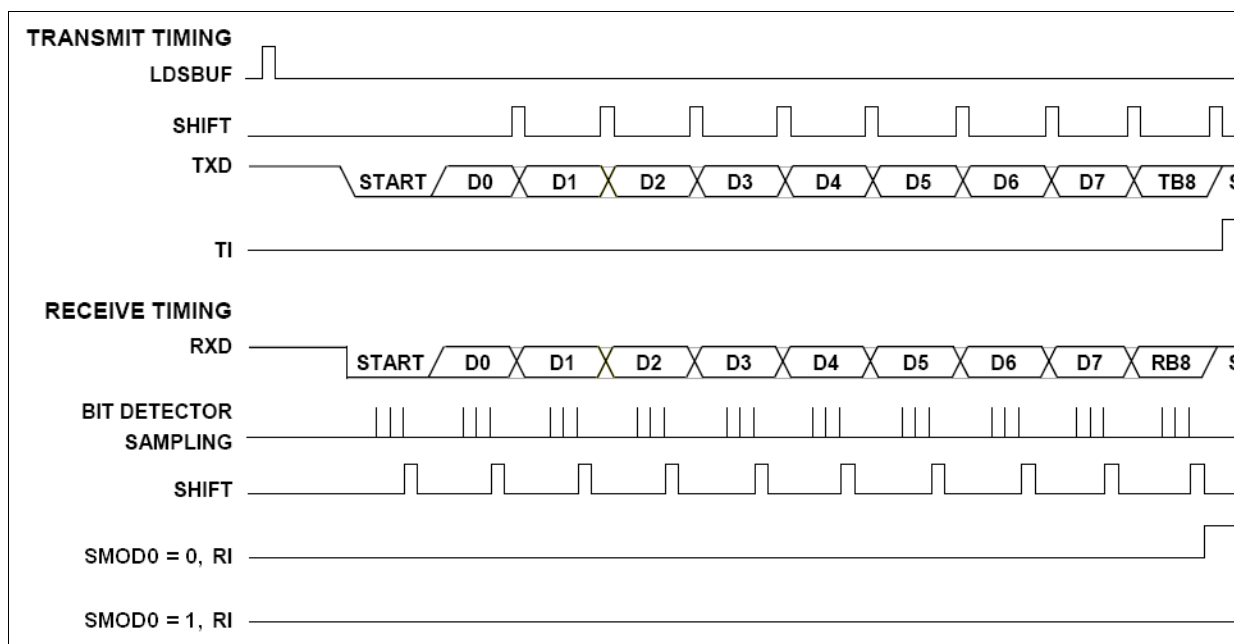 TRANSMIT TIMING
LDSBUF
SHIFT
TXD START D0 D1 D2 D3 D4 D5 D6 D7 TB8
TI
RECEIVE TIMING
RXD START D0 D1 D2 D3 D4 D5 D6 D7 RB8
BIT DETECTOR
SAMPLING
SHIFT
SMOD0 = 0, RI
SMOD0 = 1, RI